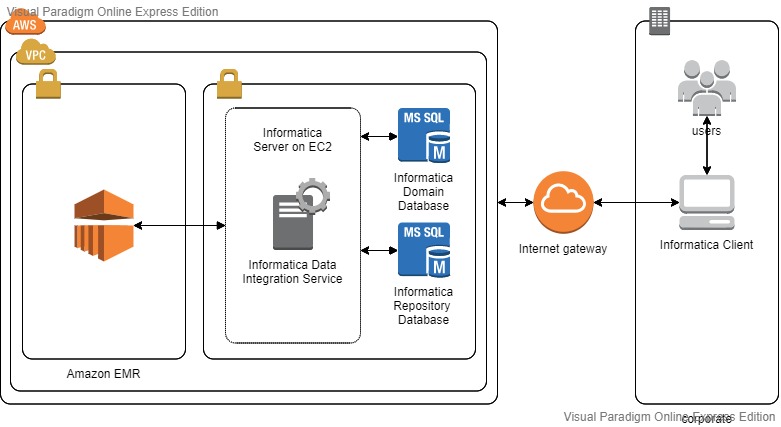 Visual Paradigm Online Express Edition
AWS
VPC
Informatica
Server on EC2
MS SQL
M
Informatica
Domain
Database
users
Informatica Data
Integration Service
MS SQL
M
Informatica
Repository
Database
Internet gateway
Informatica Client
Amazon EMR
Visual Paradigm Online Express Edition
corporate